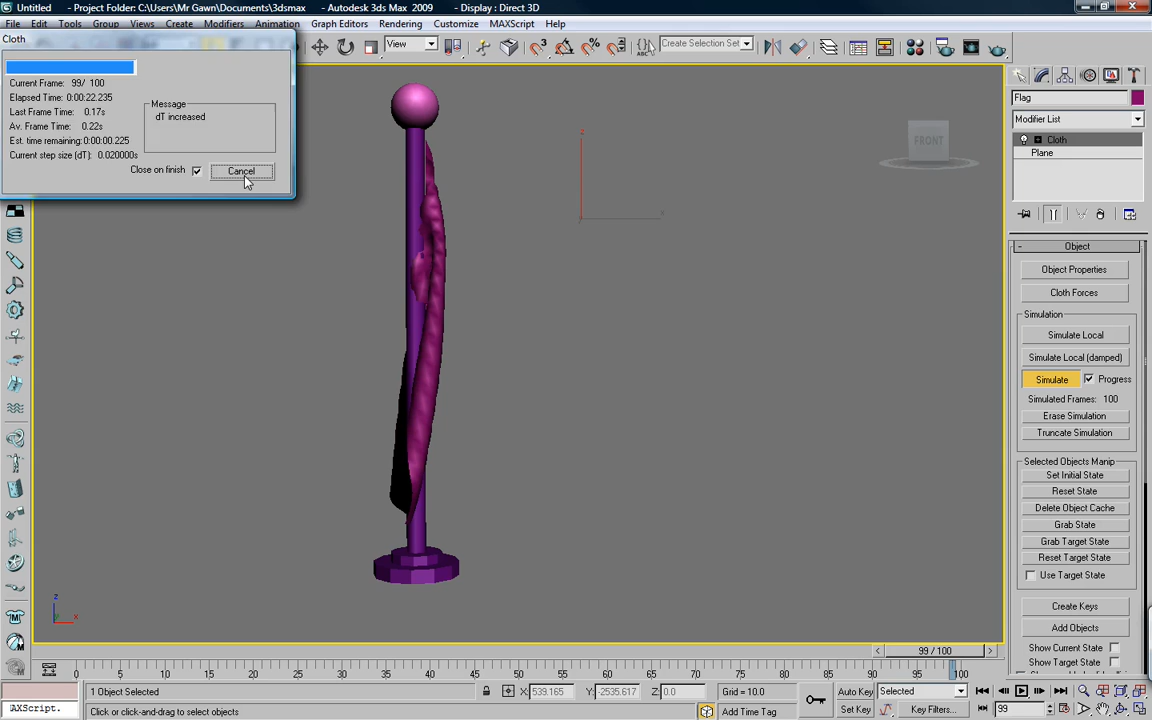 Untitled - Project Folder: C:\Users\Mr Gawn\Documents\3dsmax - Autodesk 3ds Max 2009 - Display : Direct 3D
File Edit Tools Group Views Create Modifiers Animation Graph Editors Rendering Customize MAXScript Help
Cloth
View
Create Selection Set
Current Frame: 99/ 100
Elapsed Time: 0:00:22.235
Last Frame Time: 0.17s
Av. Frame Time: 0.22s
Est. time remaining: 0:00:00.225
Current step size (dT): 0.020000s
Message
dT increased
Close on finish
Cancel
FRONT
z
x
Flag
Modifier List
Cloth
Plane
- Object
Object Properties
Cloth Forces
Simulation
Simulate Local
Simulate Local (damped)
Simulate Progress
Simulated Frames: 100
Erase Simulation
Truncate Simulation
Selected Objects Manip
Set Initial State
Reset State
Delete Object Cache
Grab State
Grab Target State
Reset Target State
Use Target State
Create Keys
Add Objects
Show Current State
Show Target State
z
x
99 / 100
0 5 10 15 20 25 30 35 40 45 50 55 60 65 70 75 80 85 90 95 100
1 Object Selected X: 539.165 Y: -2535.617 Z: 0.0 Grid = 10.0 Auto Key Selected
AXScript. Click or click-and-drag to select objects Add Time Tag Set Key Key Filters... 99